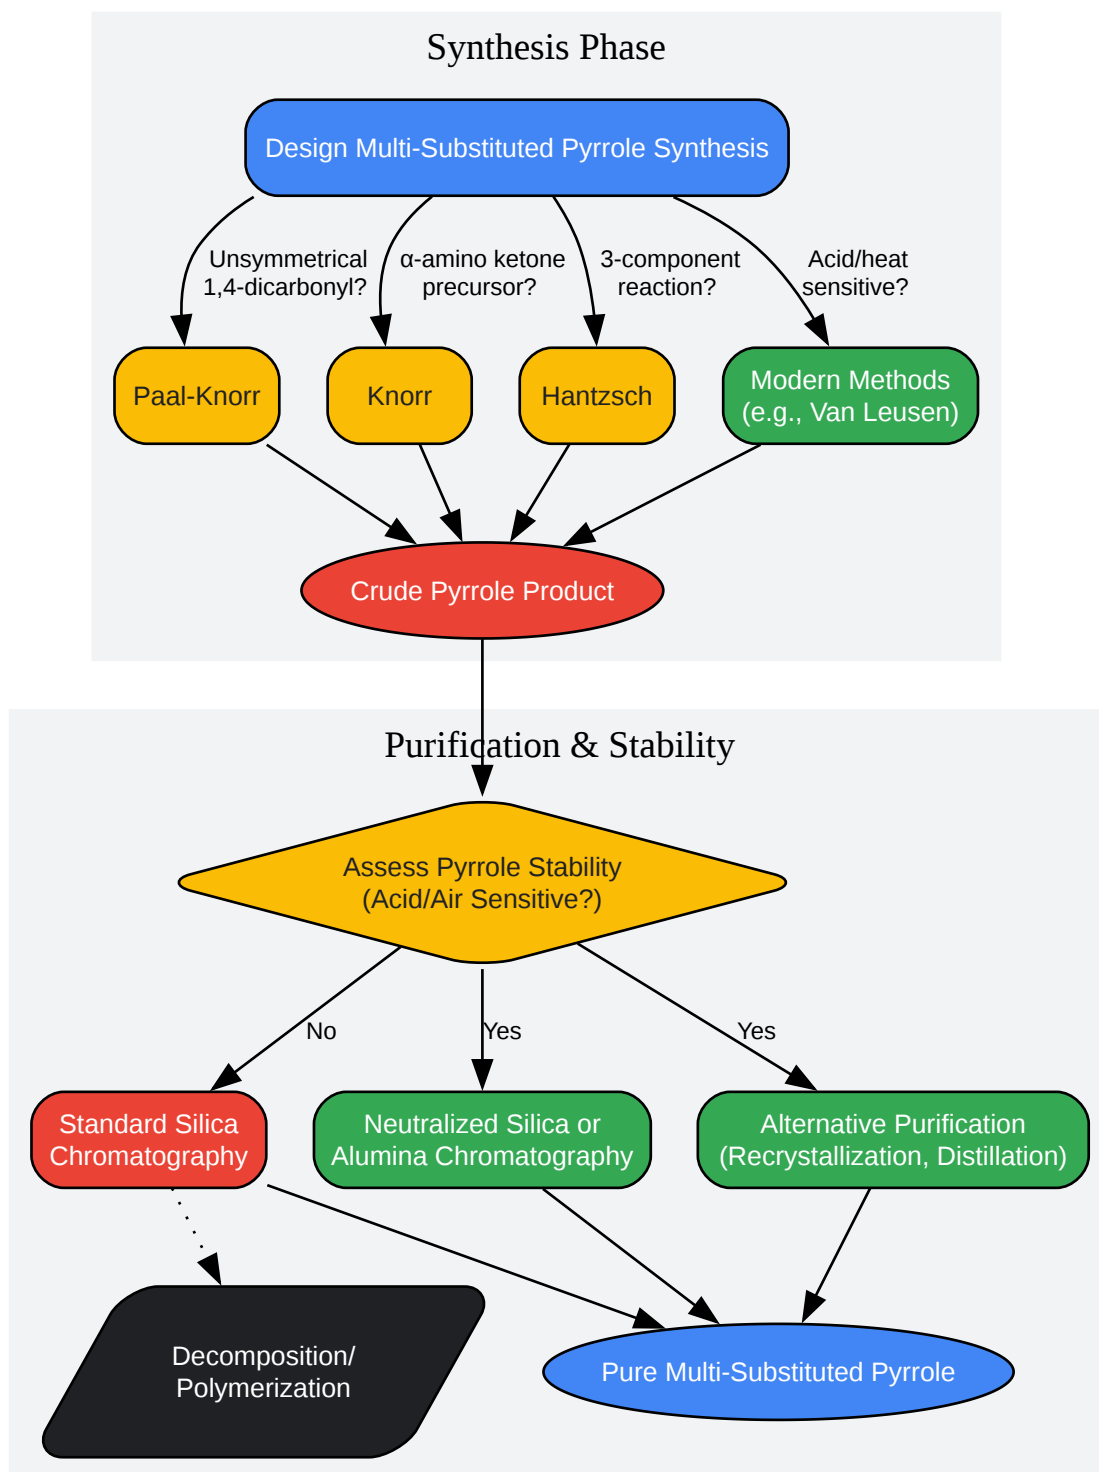 Synthesis Phase
Design Multi-Substituted Pyrrole Synthesis
Unsymmetrical
1,4-dicarbonyl?
α-amino ketone
precursor?
3-component
reaction?
Acid/heat
sensitive?
Paal-Knorr
Knorr
Hantzsch
Modern Methods
(e.g., Van Leusen)
Crude Pyrrole Product
Purification & Stability
Assess Pyrrole Stability
(Acid/Air Sensitive?)
No
Yes
Yes
Standard Silica
Chromatography
Neutralized Silica or
Alumina Chromatography
Alternative Purification
(Recrystallization, Distillation)
Decomposition/
Polymerization
Pure Multi-Substituted Pyrrole